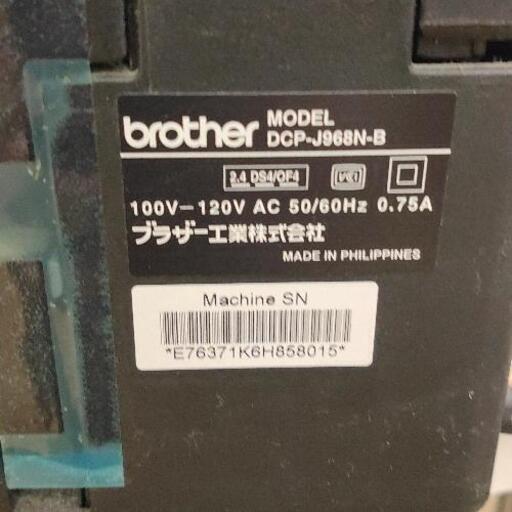 brother MODEL
DCP-J968N-B
2.4 DS4/OF4
100V-120V AC 50/60Hz 0.75A
ブラザー工業株式会社
MADE IN PHILIPPINES
Machine SN
*E76371K6H858015*